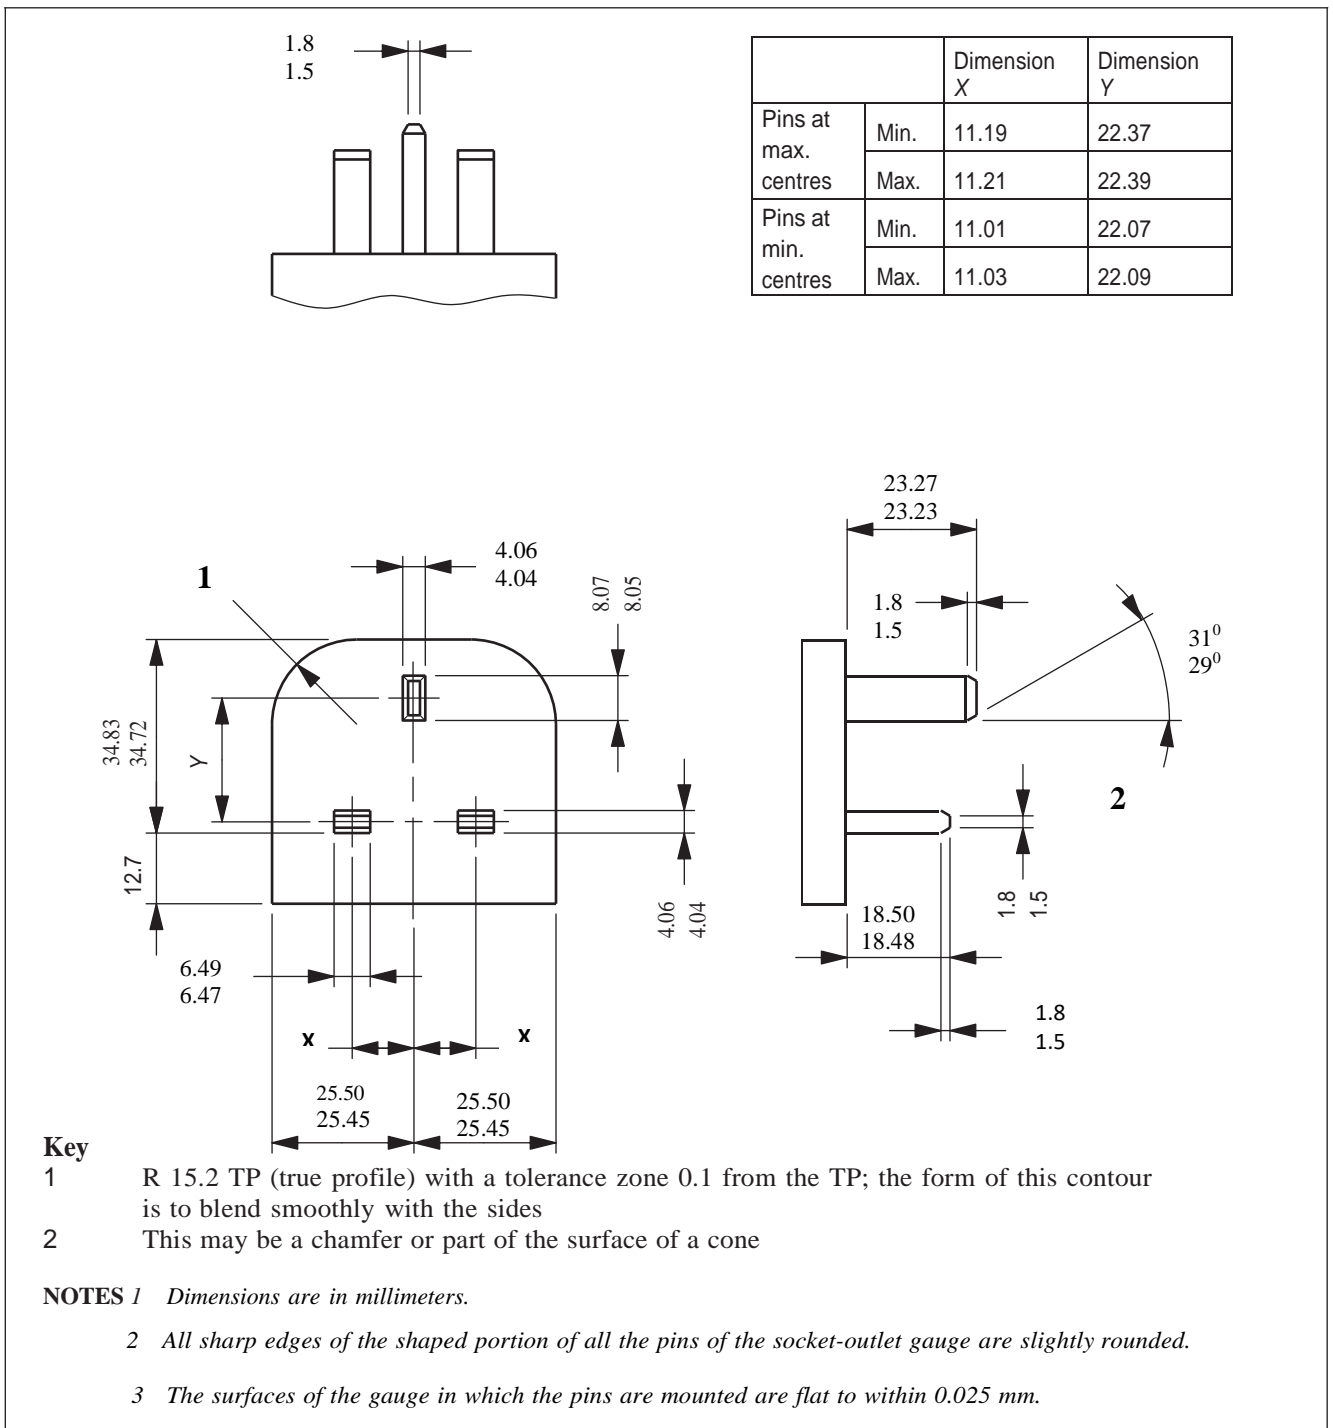 1.8
1.5
Dimension X
Dimension Y
Pins at max. centres
Min.
11.19
22.37
Max.
11.21
22.39
Pins at min. centres
Min.
11.01
22.07
Max.
11.03
22.09
23.27
23.23
4.06
4.04
1
8.07
8.05
1.8
1.5
31⁰
29⁰
34.83
34.72
Y
2
12.7
4.06
4.04
1.8
1.5
18.50
18.48
6.49
6.47
1.8
1.5
x
x
25.50
25.45
25.50
25.45
Key
1 R 15.2 TP (true profile) with a tolerance zone 0.1 from the TP; the form of this contour
is to blend smoothly with the sides
2 This may be a chamfer or part of the surface of a cone
NOTES 1 Dimensions are in millimeters.
2 All sharp edges of the shaped portion of all the pins of the socket-outlet gauge are slightly rounded.
3 The surfaces of the gauge in which the pins are mounted are flat to within 0.025 mm.